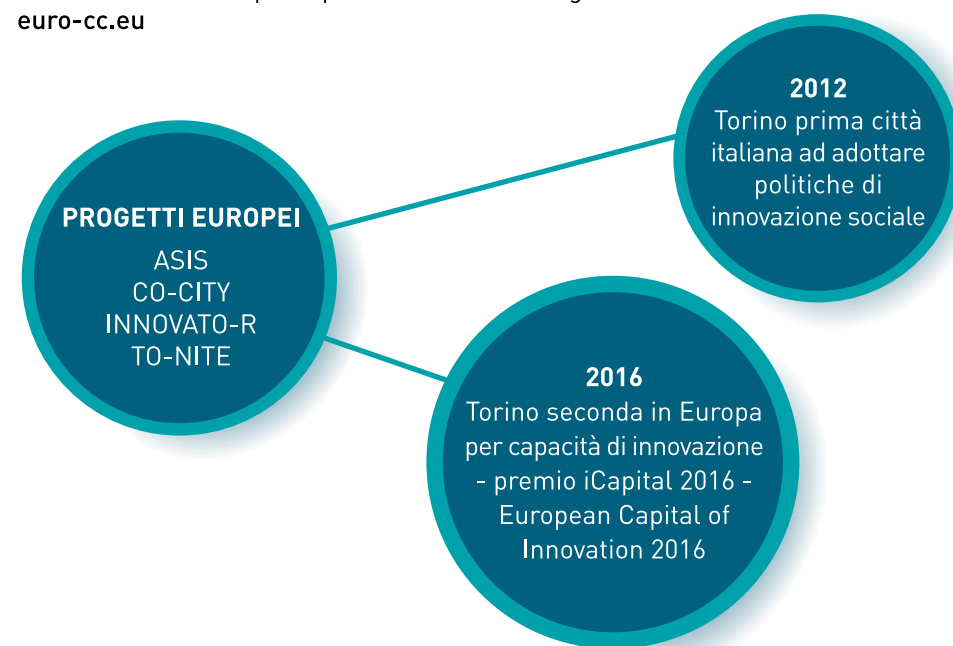 euro-cc.eu
2012
Torino prima città
italiana ad adottare
politiche di
innovazione sociale
PROGETTI EUROPEI
ASIS
CO-CITY
INNOVATO-R
TO-NITE
2016
Torino seconda in Europa
per capacità di innovazione
- premio iCapital 2016 -
European Capital of
Innovation 2016